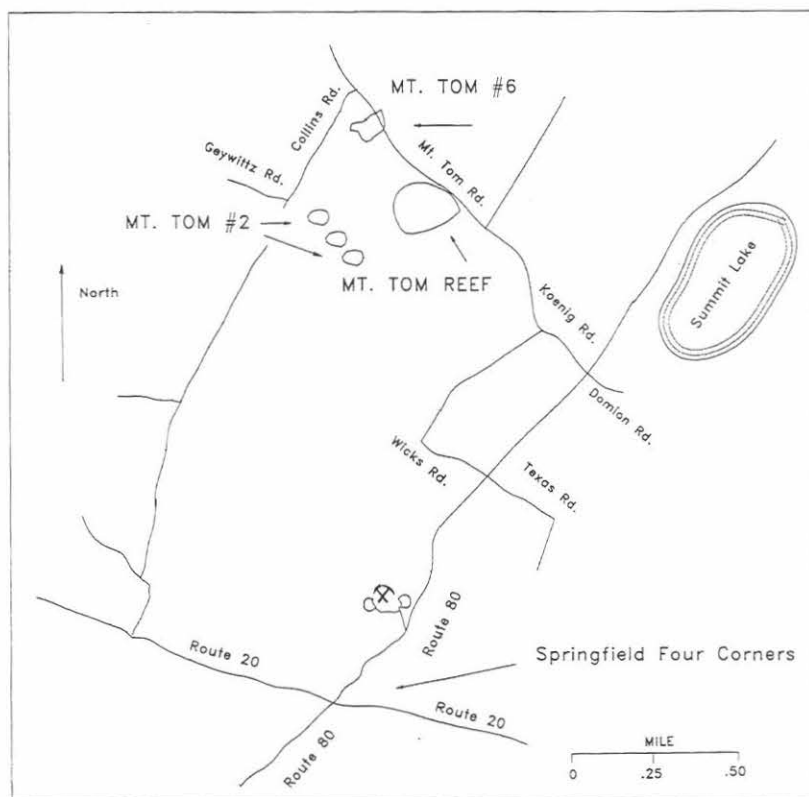 MT. TOM #6
Collins Rd.
Geywittz Rd.
Mt. Tom Rd.
MT. TOM #2
MT. TOM REEF
North
Summit Lake
Koenig Rd.
Domion Rd.
Wicks Rd.
Texas Rd.
Route 80
Route 20
Springfield Four Corners
Route 20
Route 80
MILE
0 .25 .50